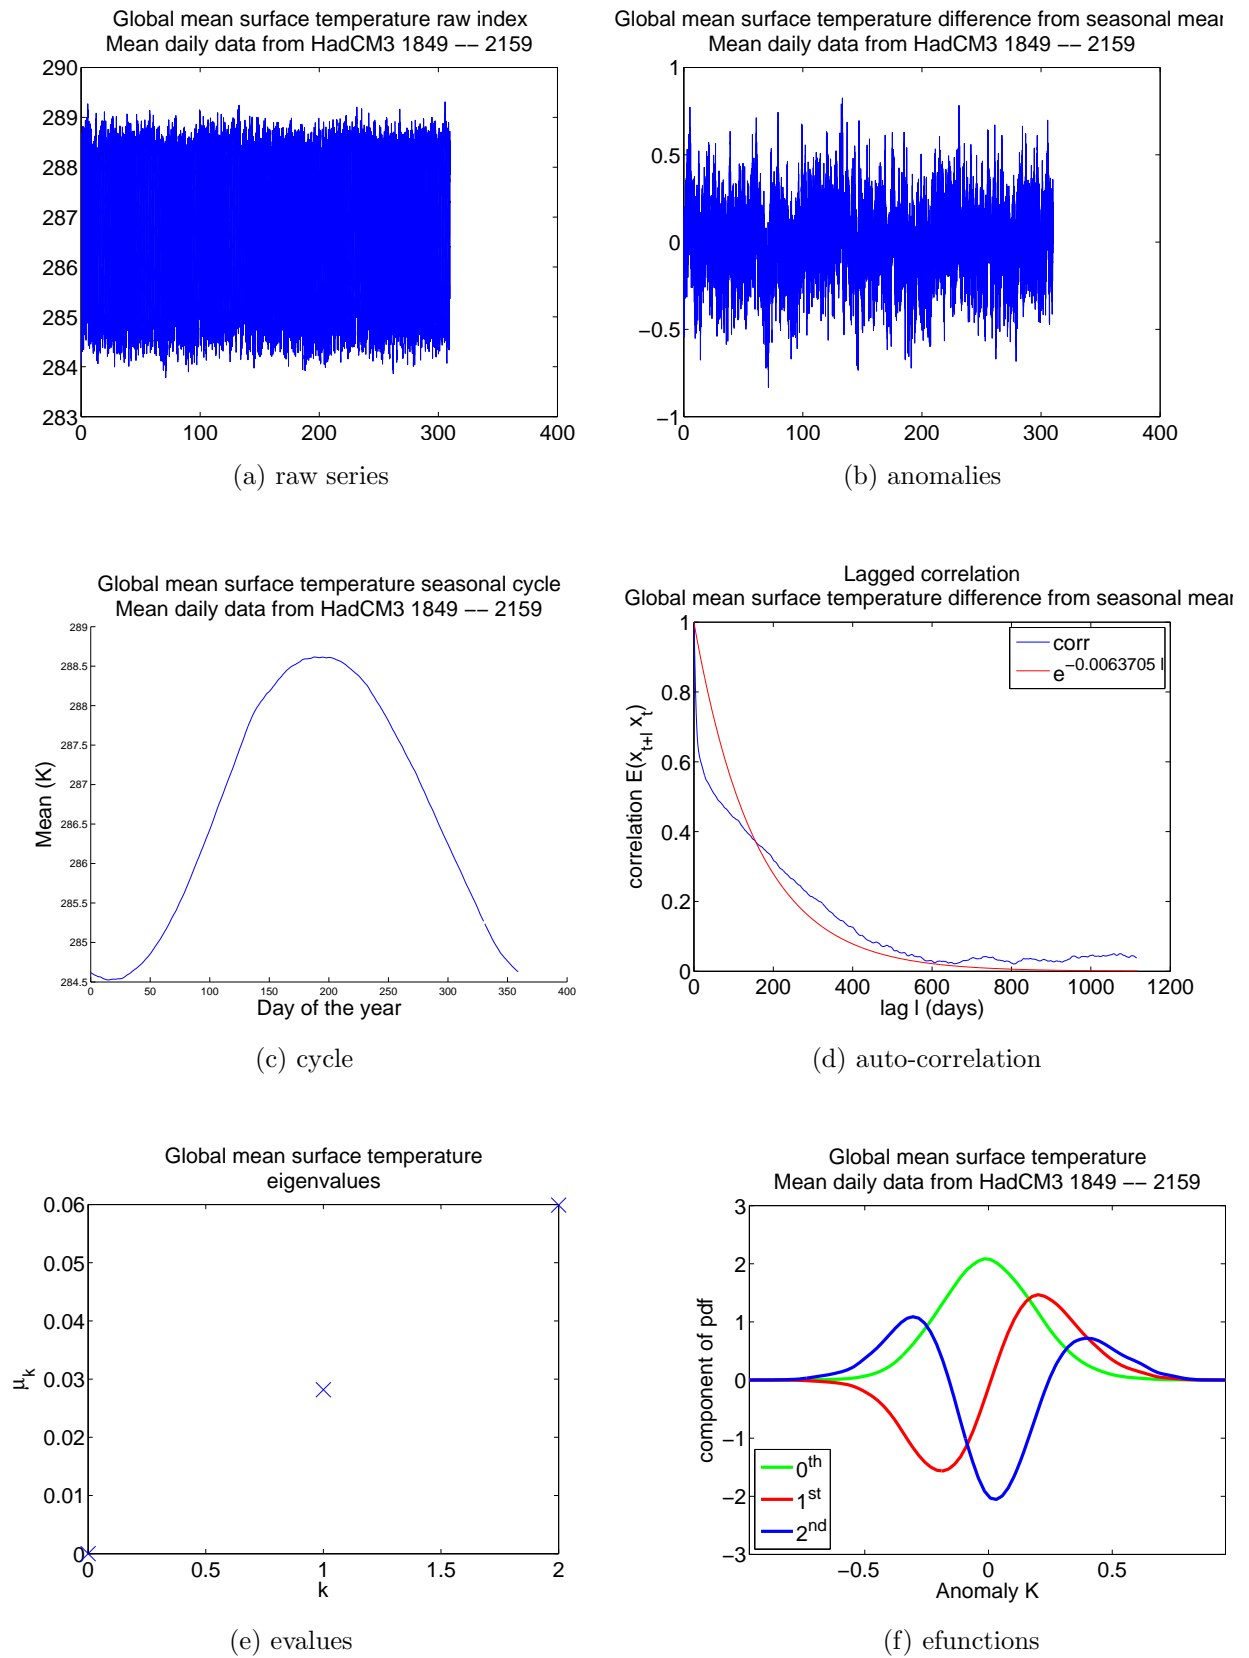 Global mean surface temperature raw index
Mean daily data from HadCM3 1849 −− 2159
290
289
288
287
286
285
284
283
0 100 200 300 400
(a) raw series
Global mean surface temperature difference from seasonal mean
Mean daily data from HadCM3 1849 −− 2159
1
0.5
0
−0.5
−1
0 100 200 300 400
(b) anomalies
Global mean surface temperature seasonal cycle
Mean daily data from HadCM3 1849 −− 2159
289
288.5
288
287.5
287
286.5
286
285.5
285
284.5
Mean (K)
0 50 100 150 200 250 300 350 400
Day of the year
(c) cycle
Lagged correlation
Global mean surface temperature difference from seasonal mean
1
0.8
0.6
0.4
0.2
0
correlation E(x_{t+l} x_t)
corr
e^{−0.0063705 l}
0 200 400 600 800 1000 1200
lag l (days)
(d) auto-correlation
Global mean surface temperature
eigenvalues
0.06
0.05
0.04
0.03
0.02
0.01
0
μ_k
0 0.5 1 1.5 2
k
(e) evalues
Global mean surface temperature
Mean daily data from HadCM3 1849 −− 2159
3
2
1
0
−1
−2
−3
component of pdf
0^{th}
1^{st}
2^{nd}
−0.5 0 0.5
Anomaly K
(f) efunctions